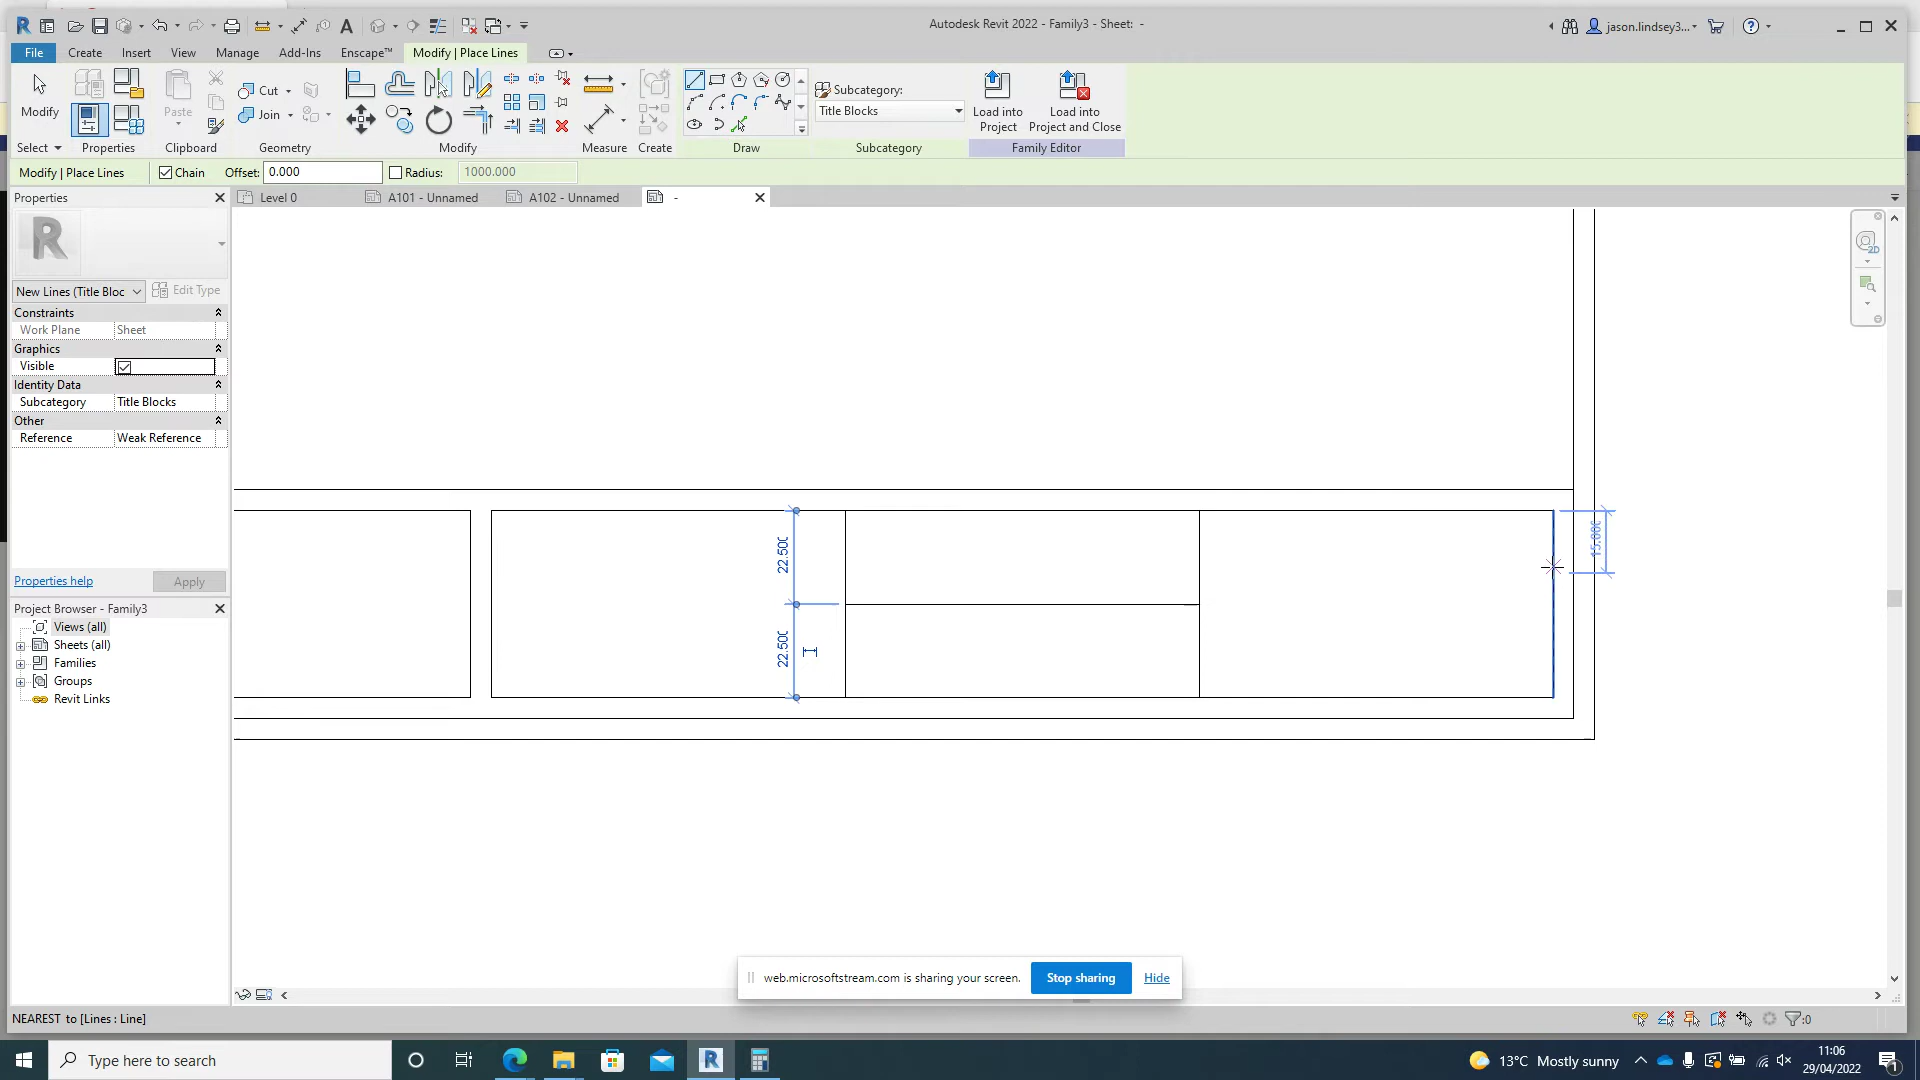 Autodesk Revit 2022 - Family3 - Sheet: -
jason.lindsey3...
File
Create
Insert
View
Manage
Add-Ins
Enscape™
Modify | Place Lines
Modify
Paste
Cut
Join
Subcategory:
Title Blocks
Load into
Project
Load into
Project and Close
Select
Properties
Clipboard
Geometry
Modify
Measure
Create
Draw
Subcategory
Family Editor
Modify | Place Lines
Chain
Offset:
0.000
Radius:
1000.000
Properties
Level 0
A101 - Unnamed
A102 - Unnamed
-
R
New Lines (Title Bloc
Edit Type
Constraints
Work Plane
Sheet
Graphics
Visible
Identity Data
Subcategory
Title Blocks
Other
Reference
Weak Reference
Properties help
Apply
Project Browser - Family3
Views (all)
Sheets (all)
Families
Groups
Revit Links
2D
22.500
22.500
15.000
web.microsoftstream.com is sharing your screen.
Stop sharing
Hide
NEAREST to [Lines : Line]
:0
Type here to search
13°C Mostly sunny
11:06
29/04/2022
1